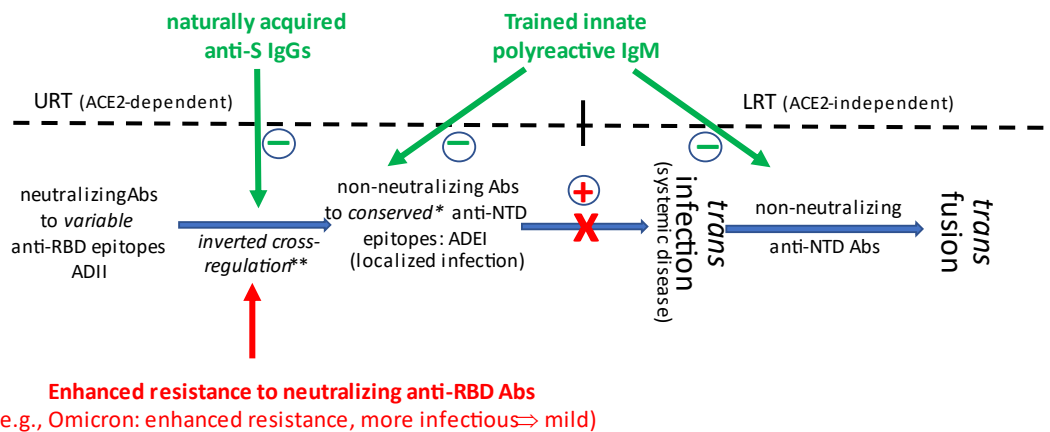 naturally acquired
anti-S IgGs
Trained innate
polyreactive IgM
URT (ACE2-dependent)
LRT (ACE2-independent)
neutralizing Abs
to variable
anti-RBD epitopes
ADII
inverted cross-
regulation**
non-neutralizing Abs
to conserved* anti-NTD
epitopes: ADEI
(localized infection)
+
X
trans
infection
(systemic disease)
non-neutralizing
anti-NTD Abs
trans
fusion
Enhanced resistance to neutralizing anti-RBD Abs
e.g., Omicron: enhanced resistance, more infectious⇒ mild)